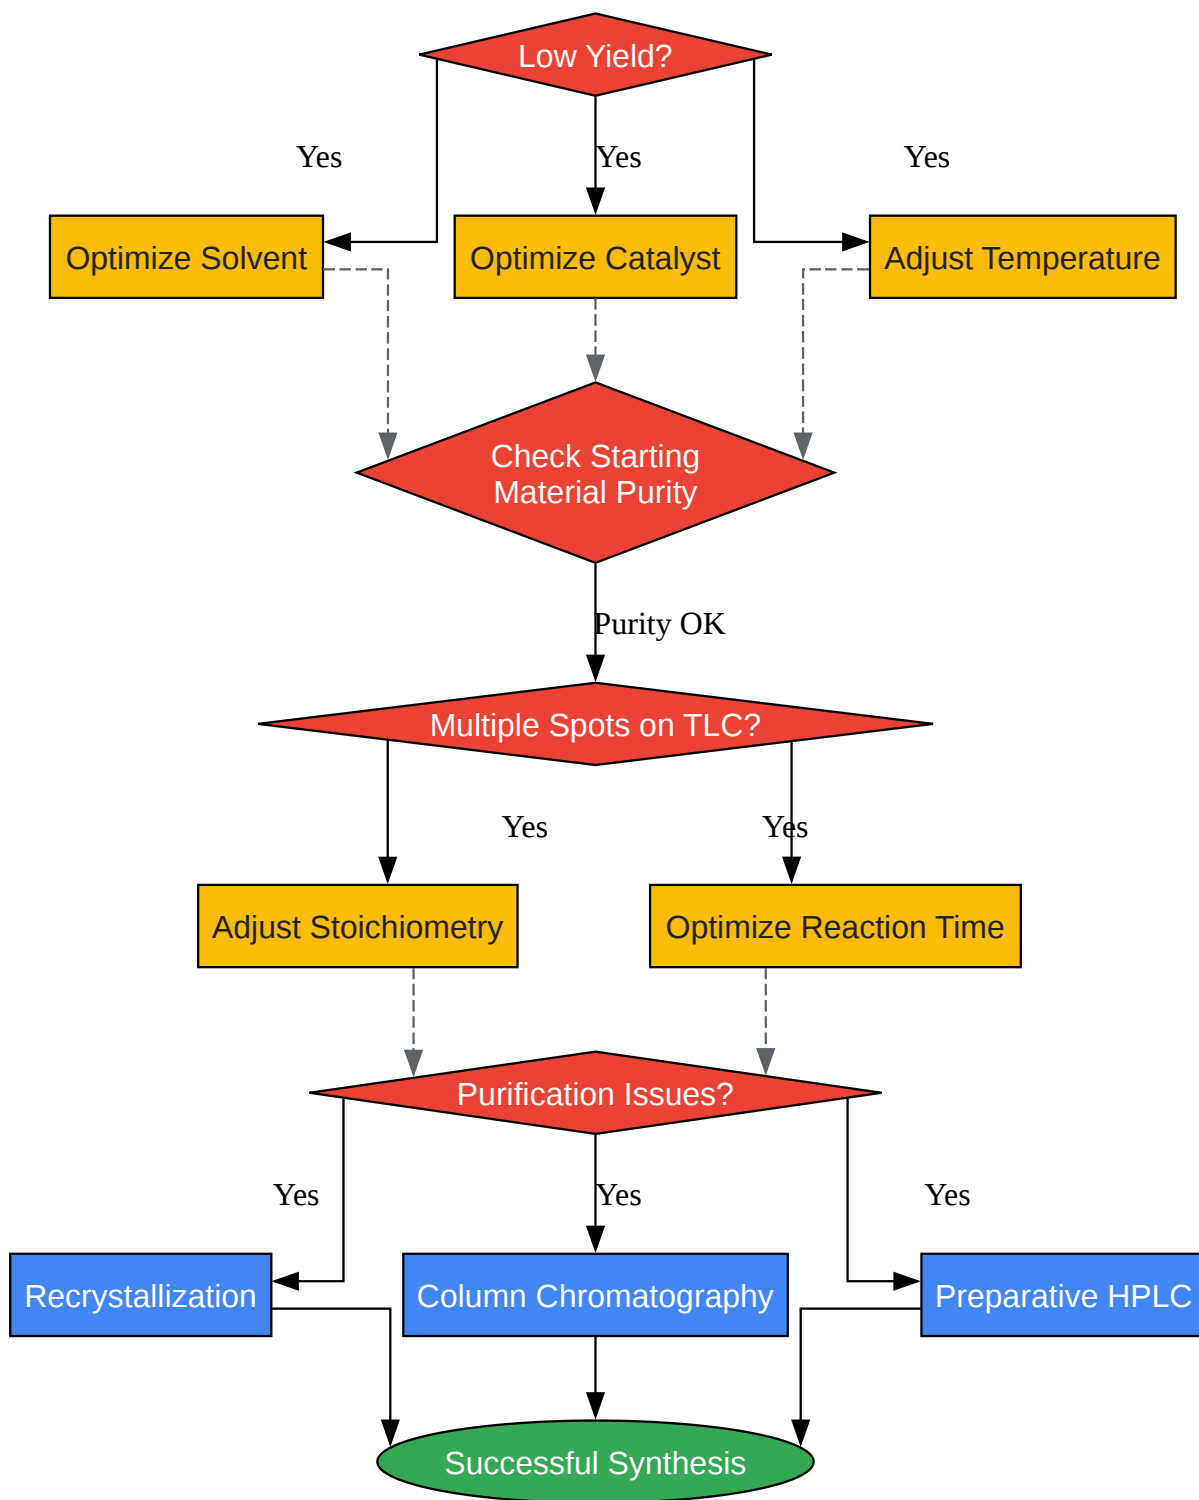 Low Yield?
Yes
Yes
Yes
Optimize Solvent
Optimize Catalyst
Adjust Temperature
Check Starting
Material Purity
Purity OK
Multiple Spots on TLC?
Yes
Yes
Adjust Stoichiometry
Optimize Reaction Time
Purification Issues?
Yes
Yes
Yes
Recrystallization
Column Chromatography
Preparative HPLC
Successful Synthesis